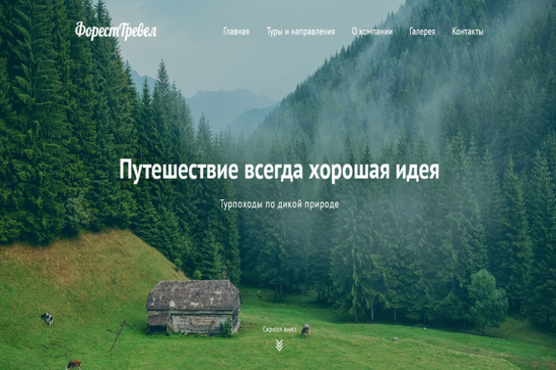 ФорестТревел
Главная Туры и направления О компании Галерея Контакты
Путешествие всегда хорошая идея
Турпоходы по дикой природе
Скролл вниз